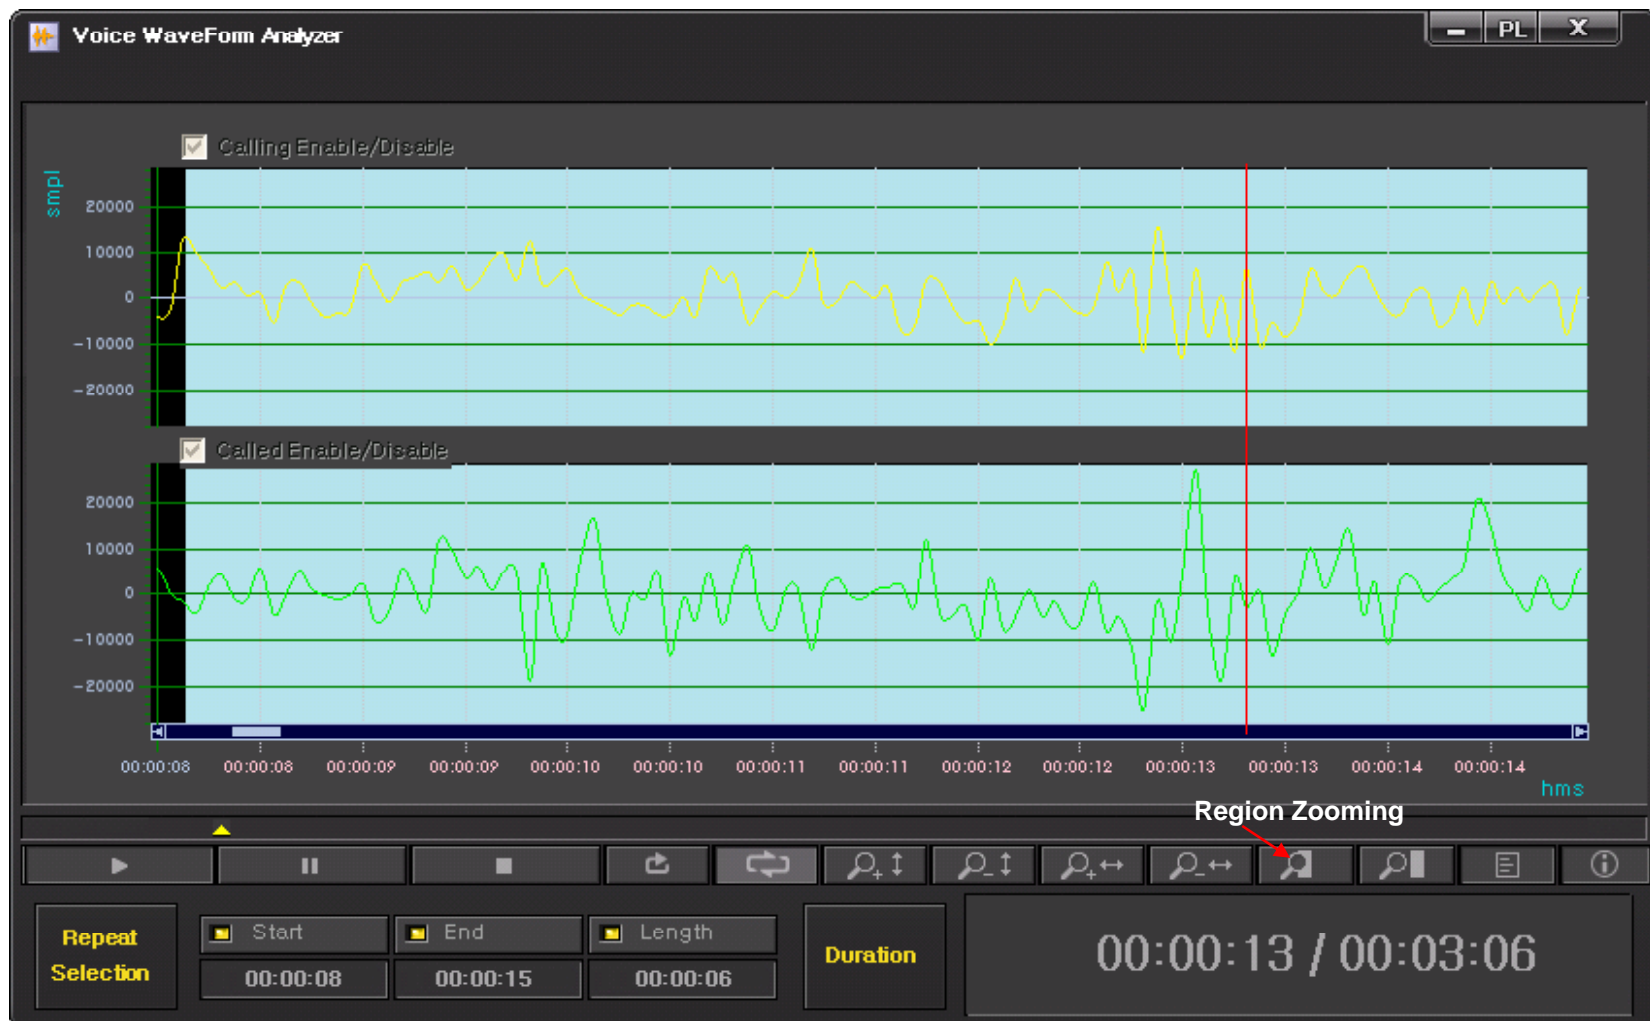 Voice WaveForm Analyzer
PL X
Calling Enable/Disable
smpl
20000
10000
0
-10000
-20000
Called Enable/Disable
20000
10000
0
-10000
-20000
00:00:08 00:00:08 00:00:09 00:00:09 00:00:10 00:00:10 00:00:11 00:00:11 00:00:12 00:00:12 00:00:13 00:00:13 00:00:14 00:00:14
hms
Region Zooming
Repeat
Selection
Start End Length
00:00:08 00:00:15 00:00:06
Duration
00:00:13 / 00:03:06